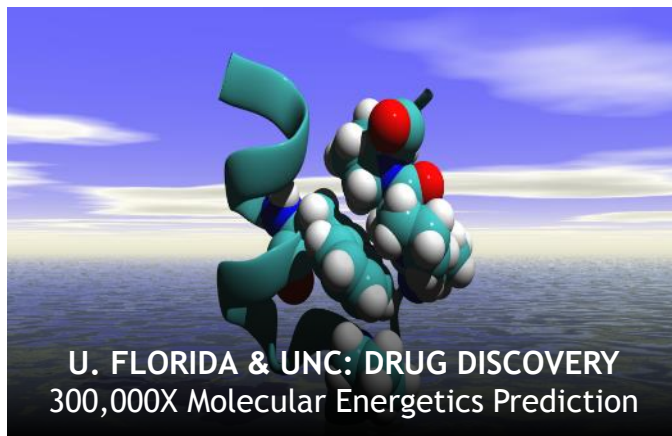 U. FLORIDA & UNC: DRUG DISCOVERY
300,000X Molecular Energetics Prediction